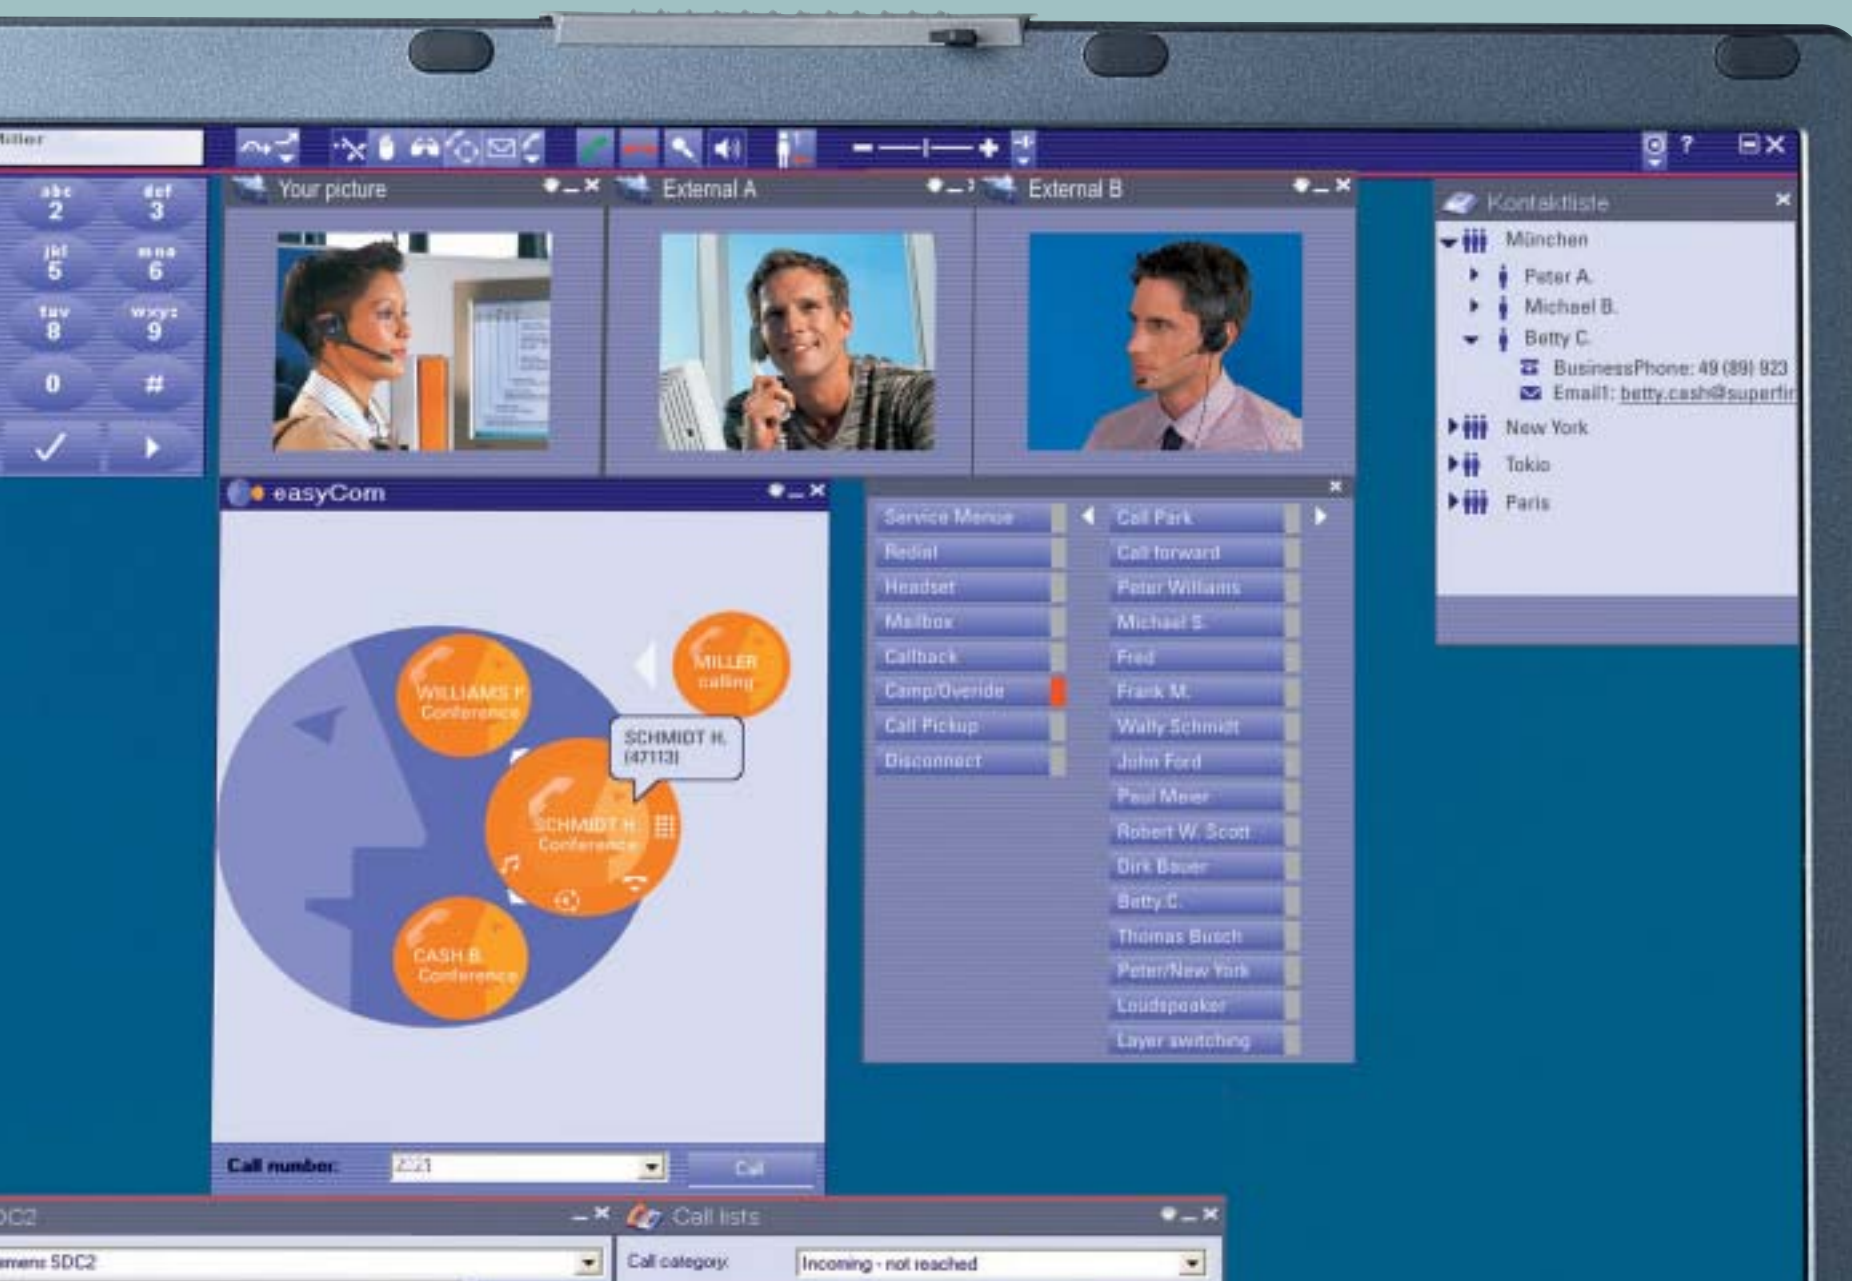 Miller
?
abc
2
def
3
jkl
5
mno
6
tuv
8
wxyz
9
0
#
Your picture
External A
External B
Kontaktliste
München
Peter A.
Michael B.
Betty C.
BusinessPhone: 49 (89) 923
Email1: betty.cash@superfir
New York
Tokio
Paris
easyCom
WILLIAMS P
Conference
MILLER
calling
SCHMIDT H.
(47113)
SCHMIDT H.
Conference
CASH B.
Conference
Call number:
2321
Call
Service Menue
Redial
Headset
Mailbox
Callback
Camp/Overide
Call Pickup
Disconnect
Call Park
Call forward
Peter Williams
Michael S.
Fred
Frank M.
Wally Schmidt
John Ford
Paul Meier
Robert W. Scott
Dirk Bauer
Betty.C.
Thomas Busch
Peter/New York
Loudspeaker
Layer switching
DC2
emens SDC2
Call lists
Call category:
Incoming - not reached